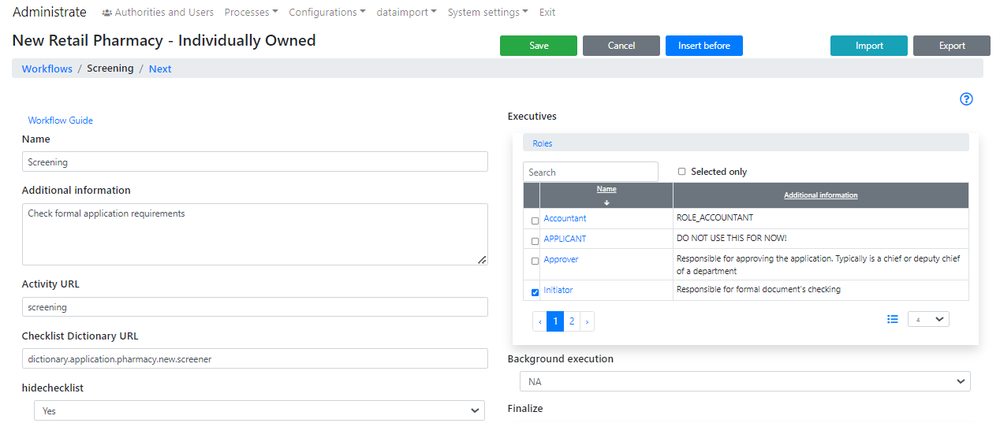 Administrate Authorities and Users Processes Configurations dataimport System settings Exit
New Retail Pharmacy - Individually Owned
Save Cancel Insert before Import Export
Workflows / Screening / Next
Workflow Guide
Name
Screening
Additional information
Check formal application requirements
Activity URL
screening
Checklist Dictionary URL
dictionary.application.pharmacy.new.screener
hidechecklist
Yes
?
Executives
Roles
Search Selected only
Name Additional information
Accountant ROLE_ACCOUNTANT
APPLICANT DO NOT USE THIS FOR NOW!
Approver Responsible for approving the application. Typically is a chief or deputy chief
of a department
Initiator Responsible for formal document's checking
‹ 1 2 › 4
Background execution
NA
Finalize